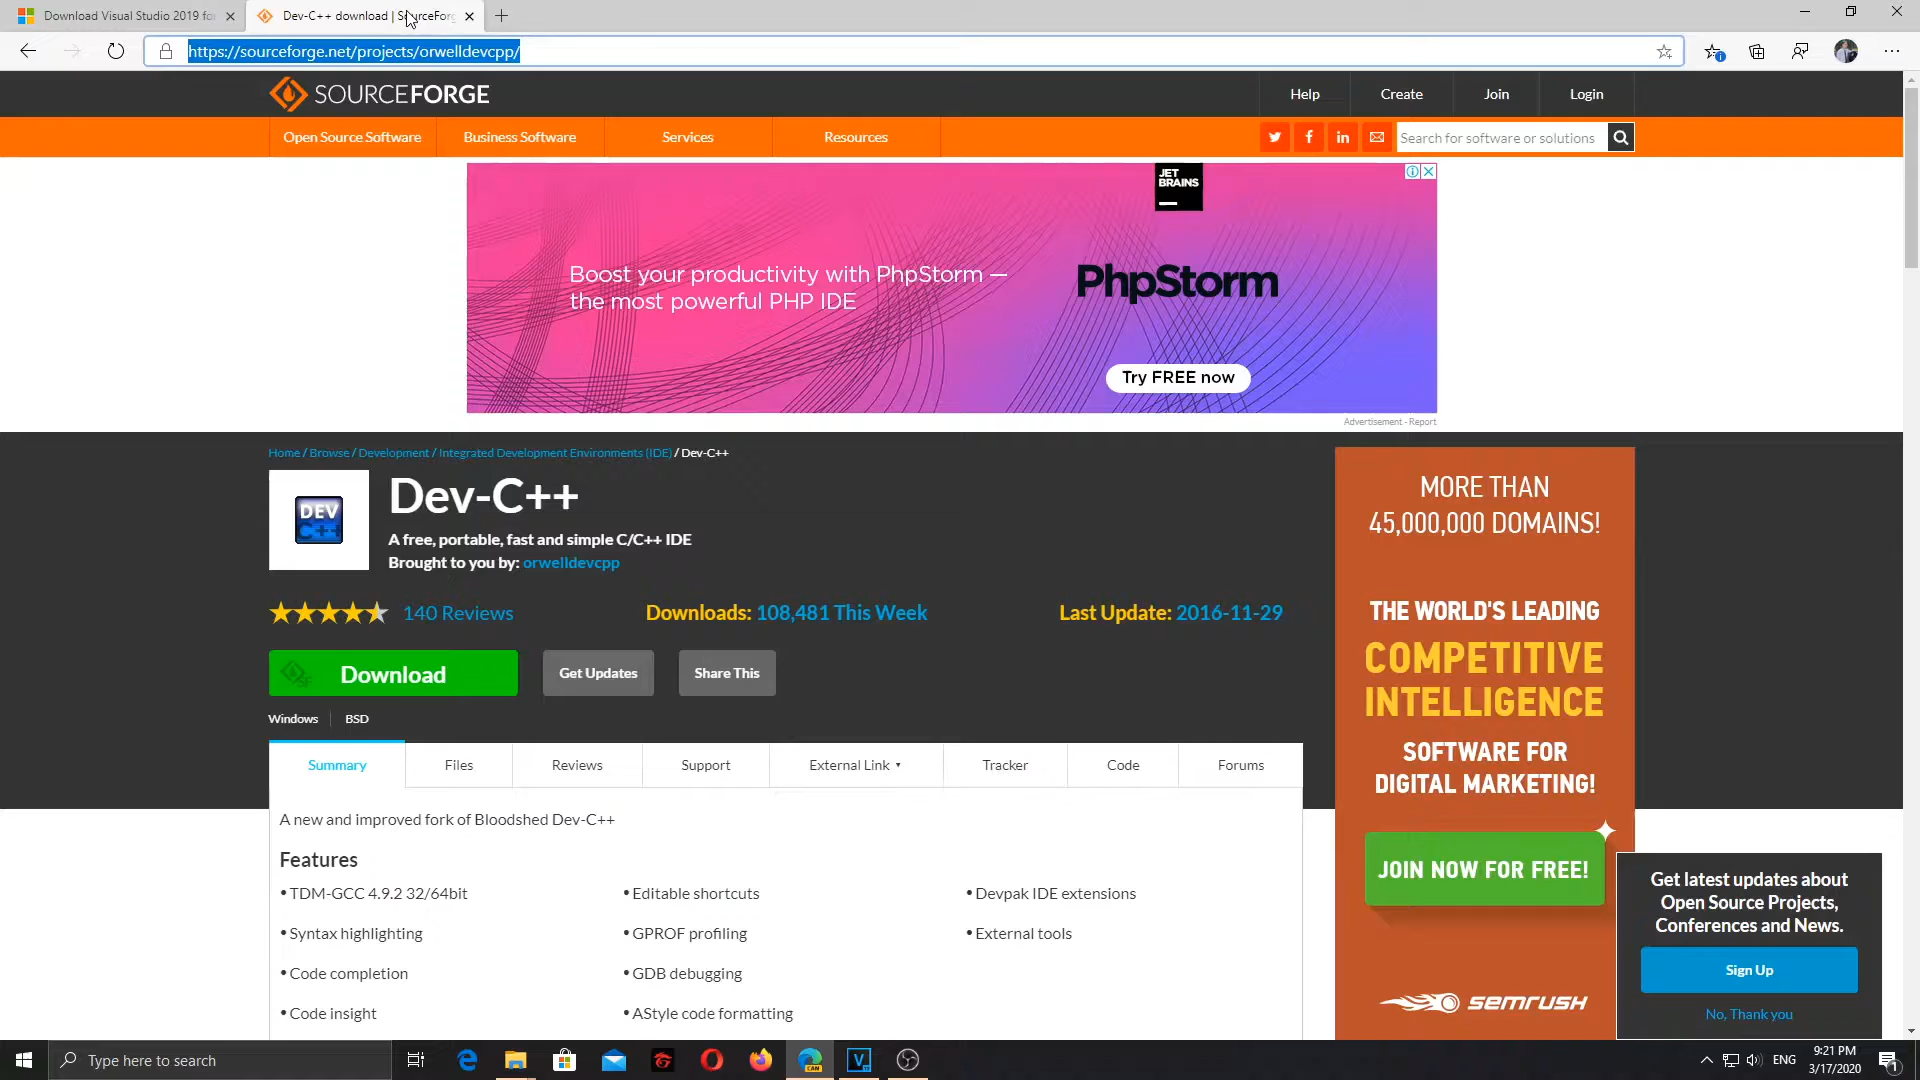 Download Visual Studio 2019 fo
Dev-C++ download | SourceForg
https://sourceforge.net/projects/orwelldevcpp/
SOURCEFORGE
Help
Create
Join
Login
Open Source Software
Business Software
Services
Resources
Search for software or solutions
JET
BRAINS
Boost your productivity with PhpStorm —
the most powerful PHP IDE
PhpStorm
Try FREE now
Advertisement - Report
Home / Browse / Development / Integrated Development Environments (IDE) / Dev-C++
DEV
C++
Dev-C++
A free, portable, fast and simple C/C++ IDE
Brought to you by: orwelldevcpp
140 Reviews
Downloads: 108,481 This Week
Last Update: 2016-11-29
Download
Get Updates
Share This
Windows
BSD
Summary
Files
Reviews
Support
External Link
Tracker
Code
Forums
A new and improved fork of Bloodshed Dev-C++
Features
• TDM-GCC 4.9.2 32/64bit
• Syntax highlighting
• Code completion
• Code insight
• Editable shortcuts
• GPROF profiling
• GDB debugging
• AStyle code formatting
• Devpak IDE extensions
• External tools
MORE THAN
45,000,000 DOMAINS!
THE WORLD'S LEADING
COMPETITIVE
INTELLIGENCE
SOFTWARE FOR
DIGITAL MARKETING!
JOIN NOW FOR FREE!
SEMRUSH
Get latest updates about
Open Source Projects,
Conferences and News.
Sign Up
No, Thank you
Type here to search
CAN
ENG
9:21 PM
3/17/2020
1